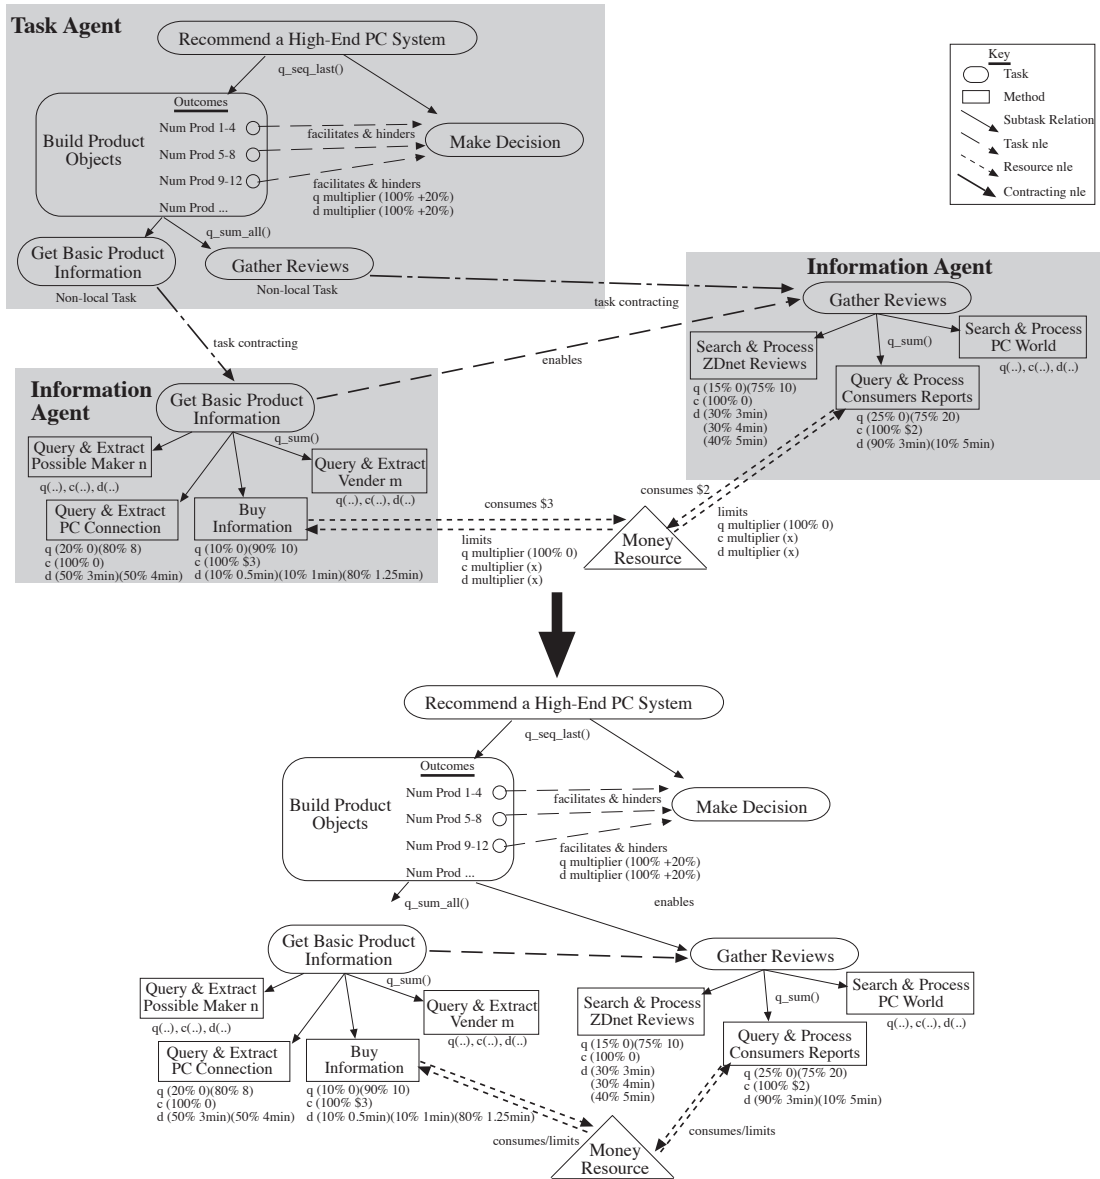 Task Agent
Recommend a High-End PC System
q_seq_last()
Outcomes
Num Prod 1-4
Num Prod 5-8
Num Prod 9-12
Num Prod ...
Build Product
Objects
facilitates & hinders
Make Decision
facilitates & hinders
q multiplier (100% +20%)
d multiplier (100% +20%)
q_sum_all()
Get Basic Product
Information
Non-local Task
Gather Reviews
Non-local Task
Key
Task
Method
Subtask Relation
Task nle
Resource nle
Contracting nle
task contracting
task contracting
enables
Information Agent
Gather Reviews
q_sum()
Search & Process
ZDnet Reviews
q (15% 0)(75% 10)
c (100% 0)
d (30% 3min)
(30% 4min)
(40% 5min)
Search & Process
PC World
q(..), c(..), d(..)
Query & Process
Consumers Reports
q (25% 0)(75% 20)
c (100% $2)
d (90% 3min)(10% 5min)
Information
Agent
Get Basic Product
Information
q_sum()
Query & Extract
Possible Maker n
q(..), c(..), d(..)
Query & Extract
Vender m
q(..), c(..), d(..)
Query & Extract
PC Connection
q (20% 0)(80% 8)
c (100% 0)
d (50% 3min)(50% 4min)
Buy
Information
q (10% 0)(90% 10)
c (100% $3)
d (10% 0.5min)(10% 1min)(80% 1.25min)
consumes $3
limits
q multiplier (100% 0)
c multiplier (x)
d multiplier (x)
consumes $2
limits
q multiplier (100% 0)
c multiplier (x)
d multiplier (x)
Money
Resource
Recommend a High-End PC System
q_seq_last()
Outcomes
Num Prod 1-4
Num Prod 5-8
Num Prod 9-12
Num Prod ...
Build Product
Objects
facilitates & hinders
Make Decision
facilitates & hinders
q multiplier (100% +20%)
d multiplier (100% +20%)
q_sum_all()
enables
Get Basic Product
Information
q_sum()
Query & Extract
Possible Maker n
q(..), c(..), d(..)
Query & Extract
Vender m
q(..), c(..), d(..)
Query & Extract
PC Connection
q (20% 0)(80% 8)
c (100% 0)
d (50% 3min)(50% 4min)
Buy
Information
q (10% 0)(90% 10)
c (100% $3)
d (10% 0.5min)(10% 1min)(80% 1.25min)
Gather Reviews
q_sum()
Search & Process
ZDnet Reviews
q (15% 0)(75% 10)
c (100% 0)
d (30% 3min)
(30% 4min)
(40% 5min)
Search & Process
PC World
q(..), c(..), d(..)
Query & Process
Consumers Reports
q (25% 0)(75% 20)
c (100% $2)
d (90% 3min)(10% 5min)
consumes/limits
consumes/limits
Money
Resource